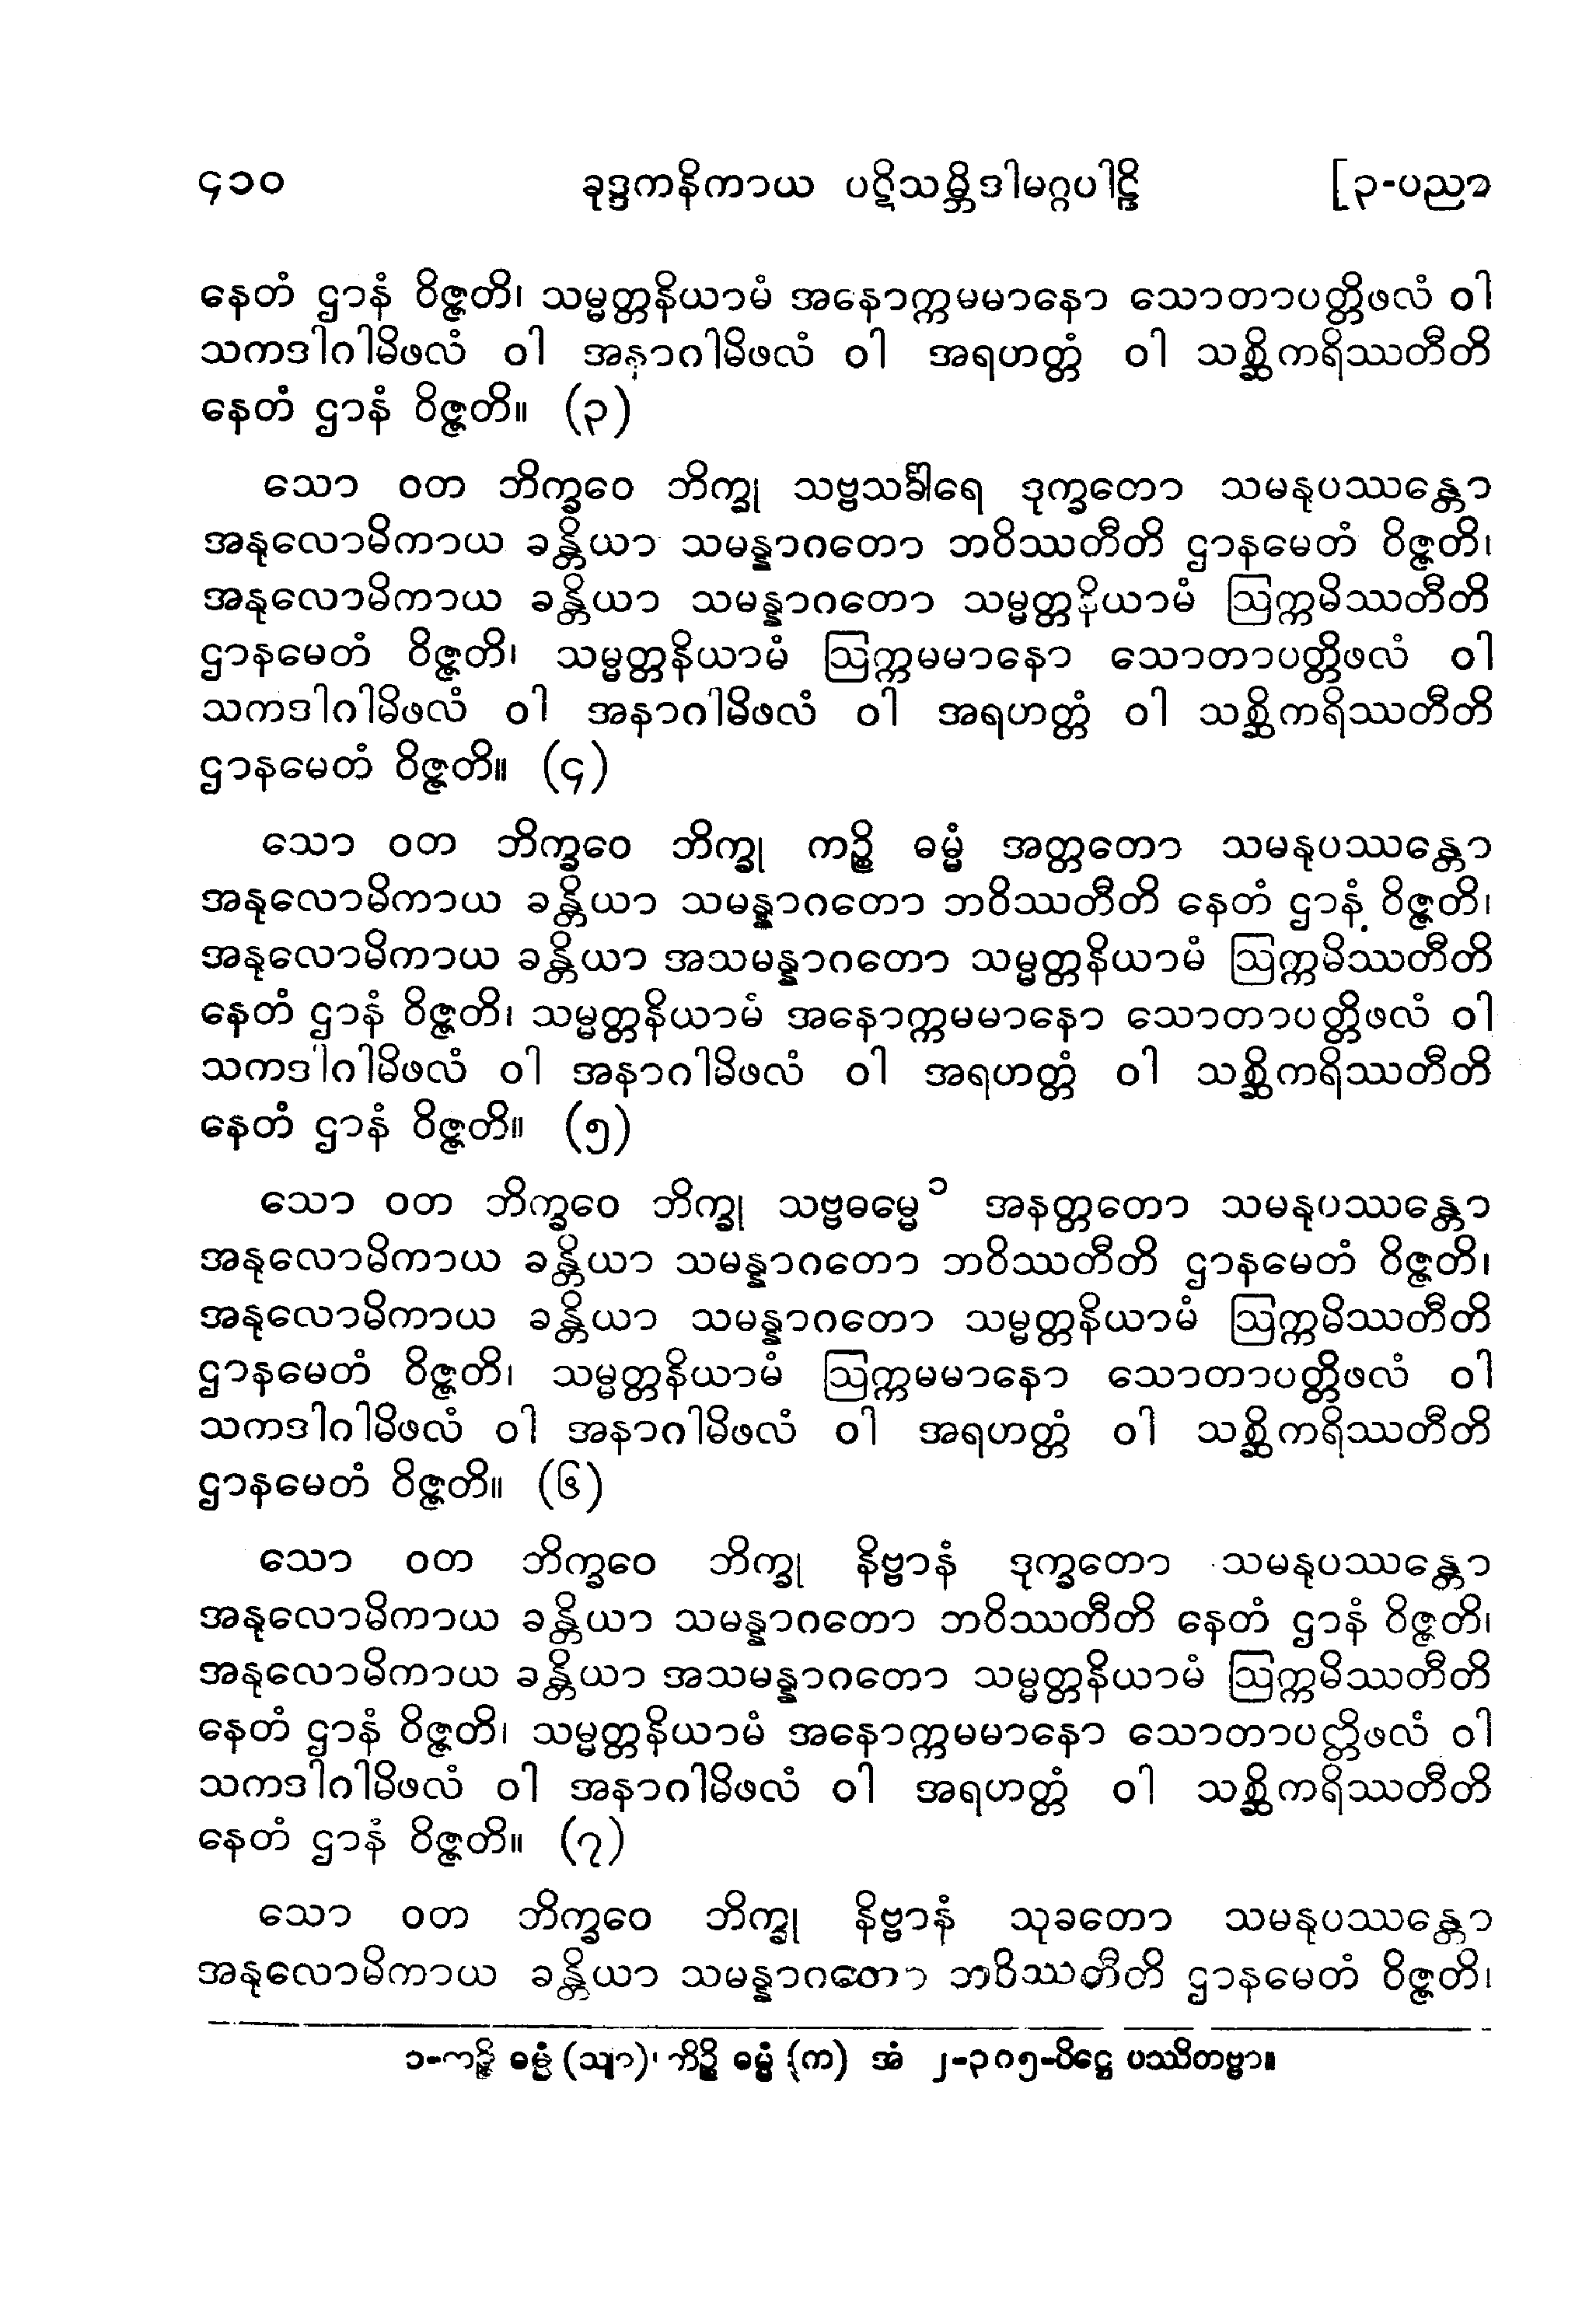 ၄၁၀ ခုဒ္ဒကနိကာယ ပဋိသမ္ဘိဒါမဂ္ဂပါဠိ [၃-ပညာ
နေတံ ဌာနံ ဝိဇ္ဇတိ၊ သမ္မတ္တနိယာမံ အနောက္ကမမာနော သောတာပတ္တိဖလံ ဝါ
သကဒါဂါမိဖလံ ဝါ အနာဂါမိဖလံ ဝါ အရဟတ္တံ ဝါ သစ္ဆိကရိဿတီတိ
နေတံ ဌာနံ ဝိဇ္ဇတိ။ (၃)
သော ဝတ ဘိက္ခဝေ ဘိက္ခု သဗ္ဗသင်္ခါရေ ဒုက္ခတော သမနုပဿန္တော
အနုလောမိကာယ ခန္တိယာ သမန္နာဂတော ဘဝိဿတီတိ ဌာနမေတံ ဝိဇ္ဇတိ၊
အနုလောမိကာယ ခန္တိယာ သမန္နာဂတော သမ္မတ္တနိယာမံ ဩက္ကမိဿတီတိ
ဌာနမေတံ ဝိဇ္ဇတိ၊ သမ္မတ္တနိယာမံ ဩက္ကမမာနော သောတာပတ္တိဖလံ ဝါ
သကဒါဂါမိဖလံ ဝါ အနာဂါမိဖလံ ဝါ အရဟတ္တံ ဝါ သစ္ဆိကရိဿတီတိ
ဌာနမေတံ ဝိဇ္ဇတိ။ (၄)
သော ဝတ ဘိက္ခဝေ ဘိက္ခု ကဉ္စိ ဓမ္မံ အတ္တတော သမနုပဿန္တော
အနုလောမိကာယ ခန္တိယာ သမန္နာဂတော ဘဝိဿတီတိ နေတံ ဌာနံ ဝိဇ္ဇတိ၊
အနုလောမိကာယ ခန္တိယာ အသမန္နာဂတော သမ္မတ္တနိယာမံ ဩက္ကမိဿတီတိ
နေတံ ဌာနံ ဝိဇ္ဇတိ၊ သမ္မတ္တနိယာမံ အနောက္ကမမာနော သောတာပတ္တိဖလံ ဝါ
သကဒါဂါမိဖလံ ဝါ အနာဂါမိဖလံ ဝါ အရဟတ္တံ ဝါ သစ္ဆိကရိဿတီတိ
နေတံ ဌာနံ ဝိဇ္ဇတိ။ (၅)
သော ဝတ ဘိက္ခဝေ ဘိက္ခု သဗ္ဗဓမ္မေ ၁ အနတ္တတော သမနုပဿန္တော
အနုလောမိကာယ ခန္တိယာ သမန္နာဂတော ဘဝိဿတီတိ ဌာနမေတံ ဝိဇ္ဇတိ၊
အနုလောမိကာယ ခန္တိယာ သမန္နာဂတော သမ္မတ္တနိယာမံ ဩက္ကမိဿတီတိ
ဌာနမေတံ ဝိဇ္ဇတိ၊ သမ္မတ္တနိယာမံ ဩက္ကမမာနော သောတာပတ္တိဖလံ ဝါ
သကဒါဂါမိဖလံ ဝါ အနာဂါမိဖလံ ဝါ အရဟတ္တံ ဝါ သစ္ဆိကရိဿတီတိ
ဌာနမေတံ ဝိဇ္ဇတိ။ (၆)
သော ဝတ ဘိက္ခဝေ ဘိက္ခု နိဗ္ဗာနံ ဒုက္ခတော သမနုပဿန္တော
အနုလောမိကာယ ခန္တိယာ သမန္နာဂတော ဘဝိဿတီတိ နေတံ ဌာနံ ဝိဇ္ဇတိ၊
အနုလောမိကာယ ခန္တိယာ အသမန္နာဂတော သမ္မတ္တနိယာမံ ဩက္ကမိဿတီတိ
နေတံ ဌာနံ ဝိဇ္ဇတိ၊ သမ္မတ္တနိယာမံ အနောက္ကမမာနော သောတာပတ္တိဖလံ ဝါ
သကဒါဂါမိဖလံ ဝါ အနာဂါမိဖလံ ဝါ အရဟတ္တံ ဝါ သစ္ဆိကရိဿတီတိ
နေတံ ဌာနံ ဝိဇ္ဇတိ။ (၇)
သော ဝတ ဘိက္ခဝေ ဘိက္ခု နိဗ္ဗာနံ သုခတော သမနုပဿန္တော
အနုလောမိကာယ ခန္တိယာ သမန္နာဂတော ဘဝိဿတီတိ ဌာနမေတံ ဝိဇ္ဇတိ၊
၁-ကဉ္စိ ဓမ္မံ (သျာ)၊ ကိဉ္စိ ဓမ္မံ (က) အံ ၂-၃၈၅-ပိဋ္ဌေ ပဿိတဗ္ဗာ။